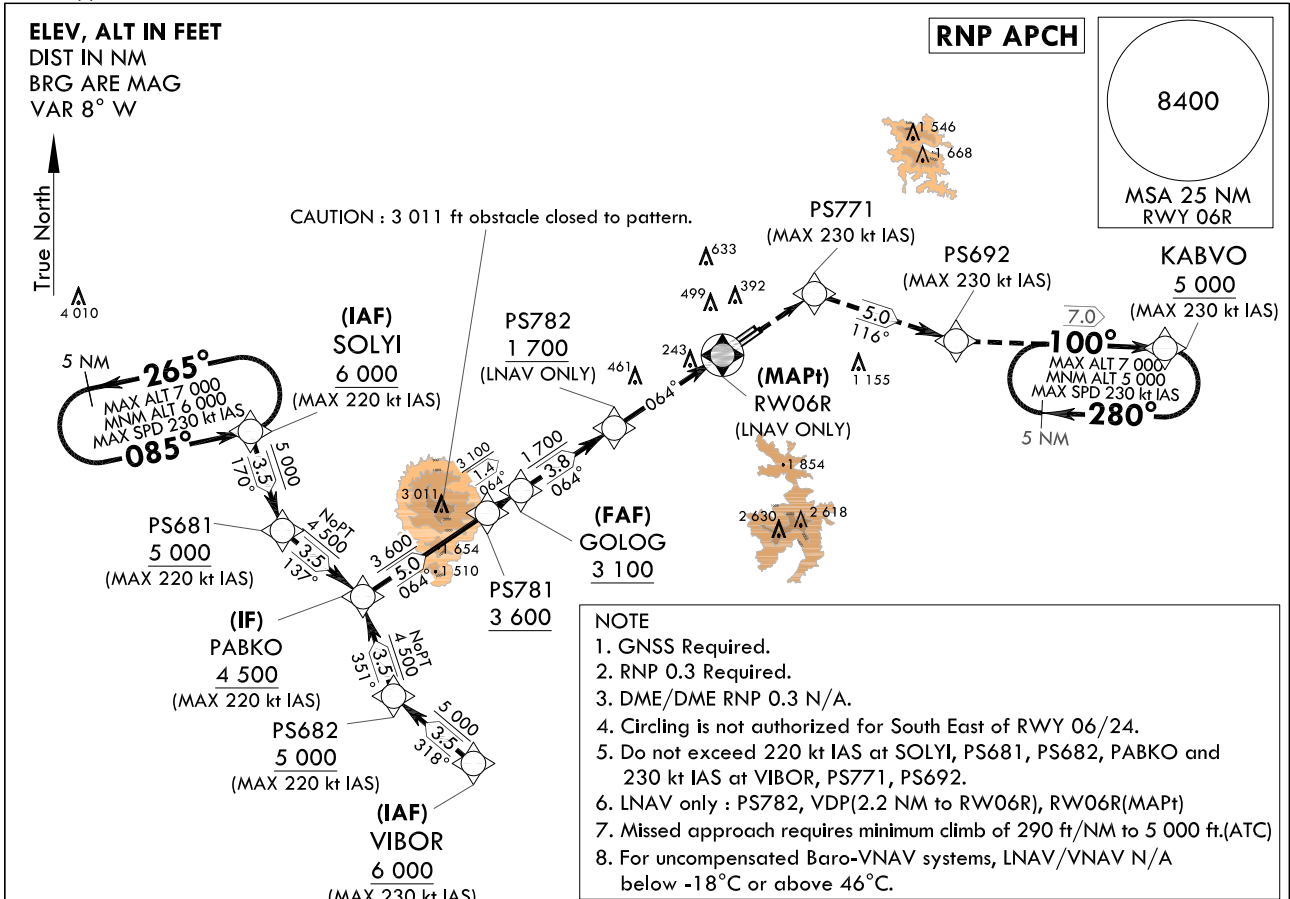 ELEV, ALT IN FEET
DIST IN NM
BRG ARE MAG
VAR 8° W
True North
RNP APCH
8400
MSA 25 NM
RWY 06R
1 546
1 668
CAUTION : 3 011 ft obstacle closed to pattern.
4 010
PS771
(MAX 230 kt IAS)
PS692
(MAX 230 kt IAS)
KABVO
5 000
(MAX 230 kt IAS)
633
499
392
243
461
1 155
5.0
116°
7.0
100°
MAX ALT 7 000
MNM ALT 5 000
MAX SPD 230 kt IAS
280°
5 NM
(IAF)
SOLYI
6 000
(MAX 220 kt IAS)
5 NM
265°
MAX ALT 7 000
MNM ALT 6 000
MAX SPD 230 kt IAS
085°
PS782
1 700
(LNAV ONLY)
064°
(MAPt)
RW06R
(LNAV ONLY)
5 000
3.5
170°
PS681
5 000
(MAX 220 kt IAS)
NoPT
4 500
3.5
137°
3 011
3 100
1.4
064°
1 700
3.8
064°
1 854
2 630
2 618
(FAF)
GOLOG
3 100
3 600
5.0
064°
1 654
1 510
PS781
3 600
(IF)
PABKO
4 500
(MAX 220 kt IAS)
NoPT
4 500
3.5
351°
PS682
5 000
(MAX 220 kt IAS)
5 000
3.5
318°
(IAF)
VIBOR
6 000
(MAX 230 kt IAS)
NOTE
1. GNSS Required.
2. RNP 0.3 Required.
3. DME/DME RNP 0.3 N/A.
4. Circling is not authorized for South East of RWY 06/24.
5. Do not exceed 220 kt IAS at SOLYI, PS681, PS682, PABKO and
230 kt IAS at VIBOR, PS771, PS692.
6. LNAV only : PS782, VDP(2.2 NM to RW06R), RW06R(MAPt)
7. Missed approach requires minimum climb of 290 ft/NM to 5 000 ft.(ATC)
8. For uncompensated Baro-VNAV systems, LNAV/VNAV N/A
below -18°C or above 46°C.